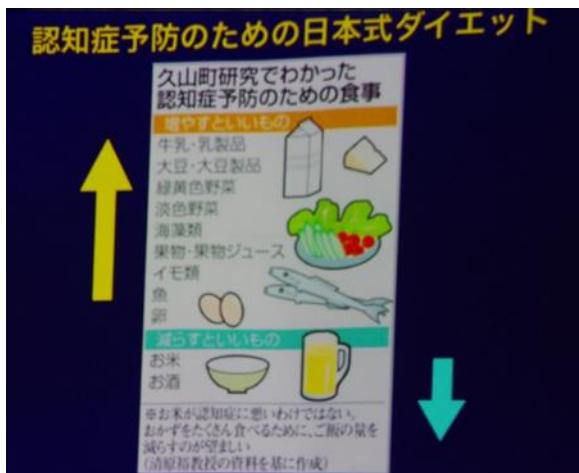 認知症予防のための日本式ダイエット
久山町研究でわかった
認知症予防のための食事
増やすといいもの
牛乳・乳製品
大豆・大豆製品
緑黄色野菜
淡色野菜
海藻類
果物・果物ジュース
イモ類
魚
卵
減らすといいもの
お米
お酒
※お米が認知症に悪いわけではない。
おかずをたくさん食べるために、ご飯の量を
減らすのが望ましい
(清原裕教授の資料を基に作成)